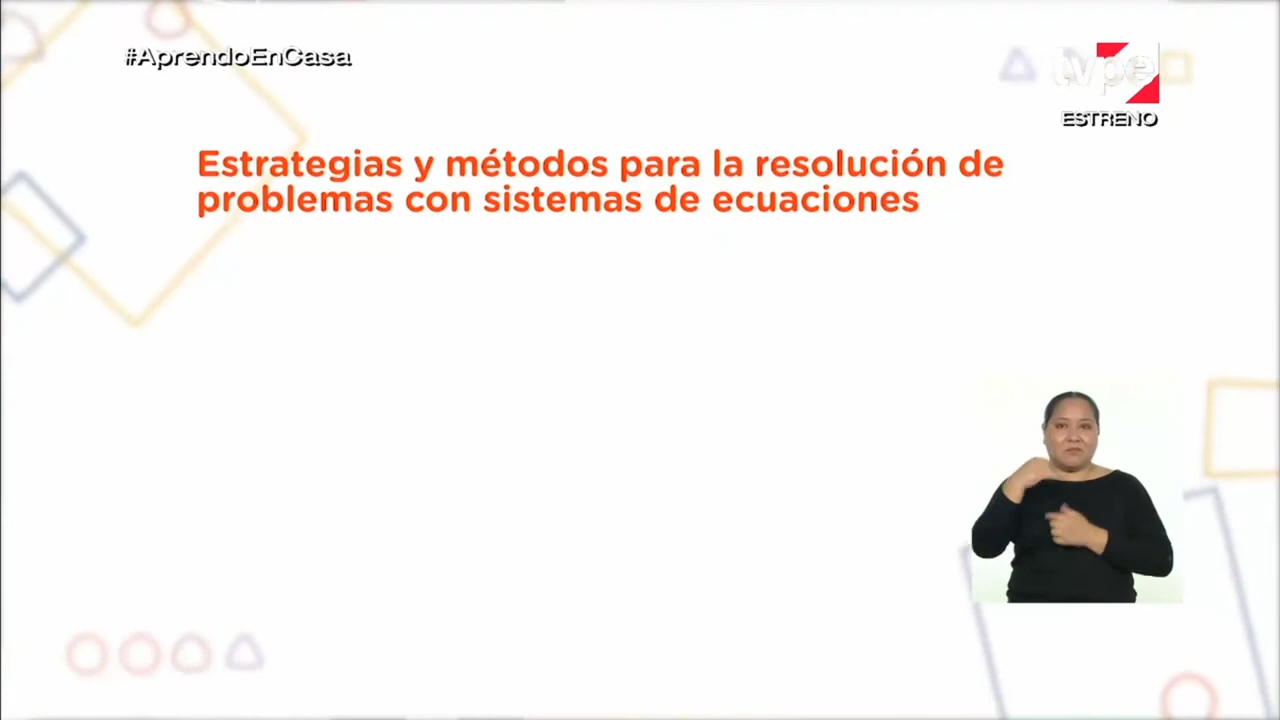 #AprendoEnCasa
tvpe
ESTRENO
Estrategias y métodos para la resolución de
problemas con sistemas de ecuaciones